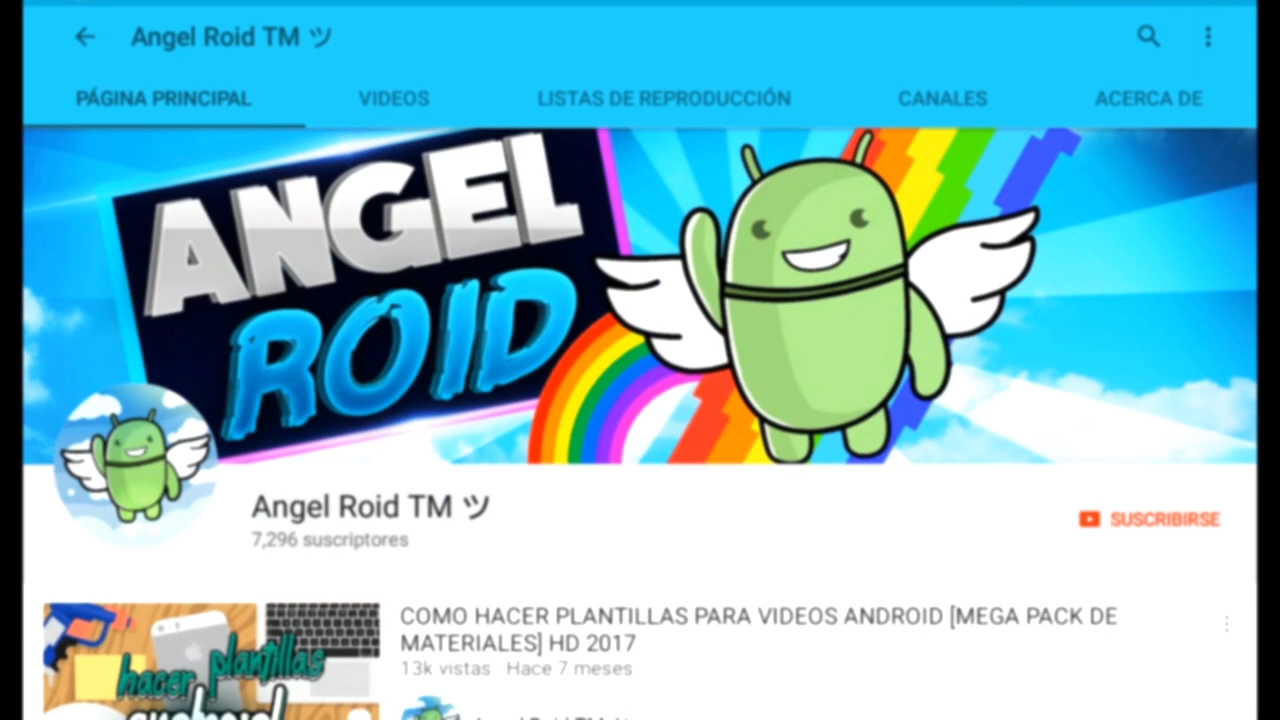 Angel Roid TM ツ
PÁGINA PRINCIPAL
VIDEOS
LISTAS DE REPRODUCCIÓN
CANALES
ACERCA DE
ANGEL
ROID
Angel Roid TM ツ
7,296 suscriptores
SUSCRIBIRSE
COMO HACER PLANTILLAS PARA VIDEOS ANDROID [MEGA PACK DE
MATERIALES] HD 2017
13k vistas · Hace 7 meses
hacer plantillas
android